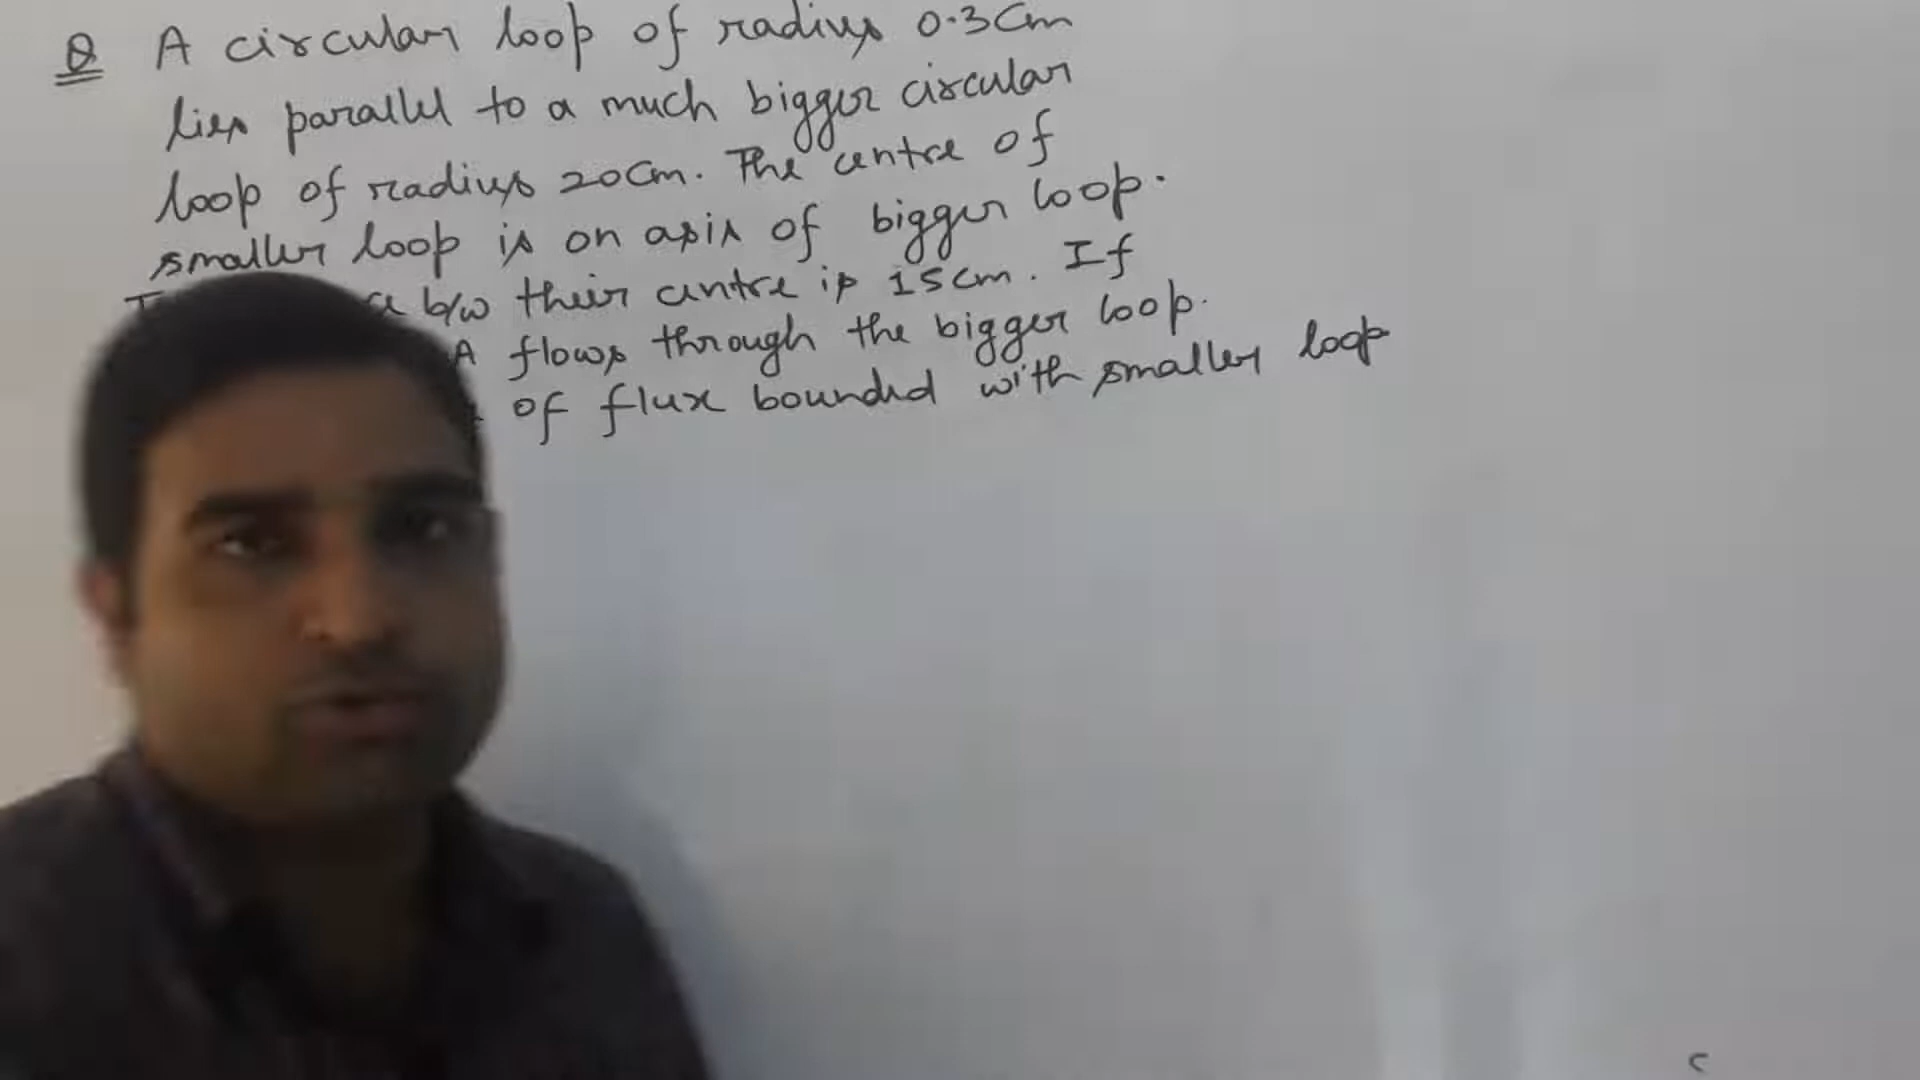 Q A circular loop of radius 0.3cm
lies parallel to a much bigger circular
loop of radius 20cm. The centre of
smaller loop is on axis of bigger loop.
b/w their centre is 15cm. If
A flows through the bigger loop.
of flux bounded with smaller loop